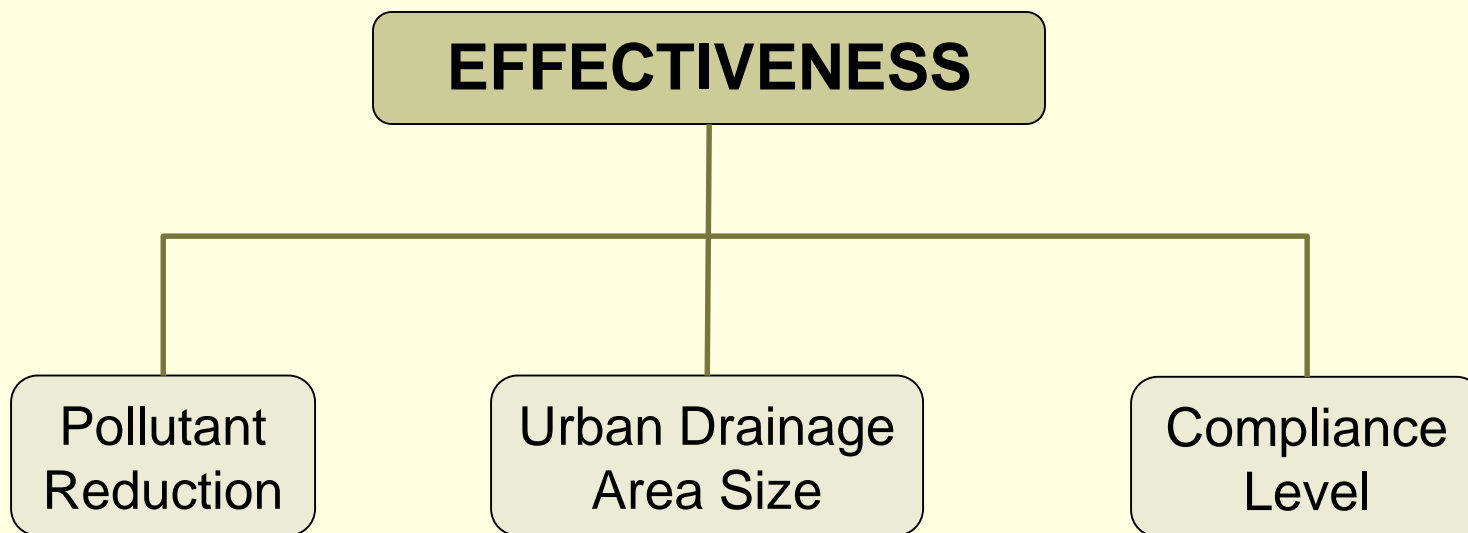 EFFECTIVENESS
Pollutant
Reduction
Urban Drainage
Area Size
Compliance
Level